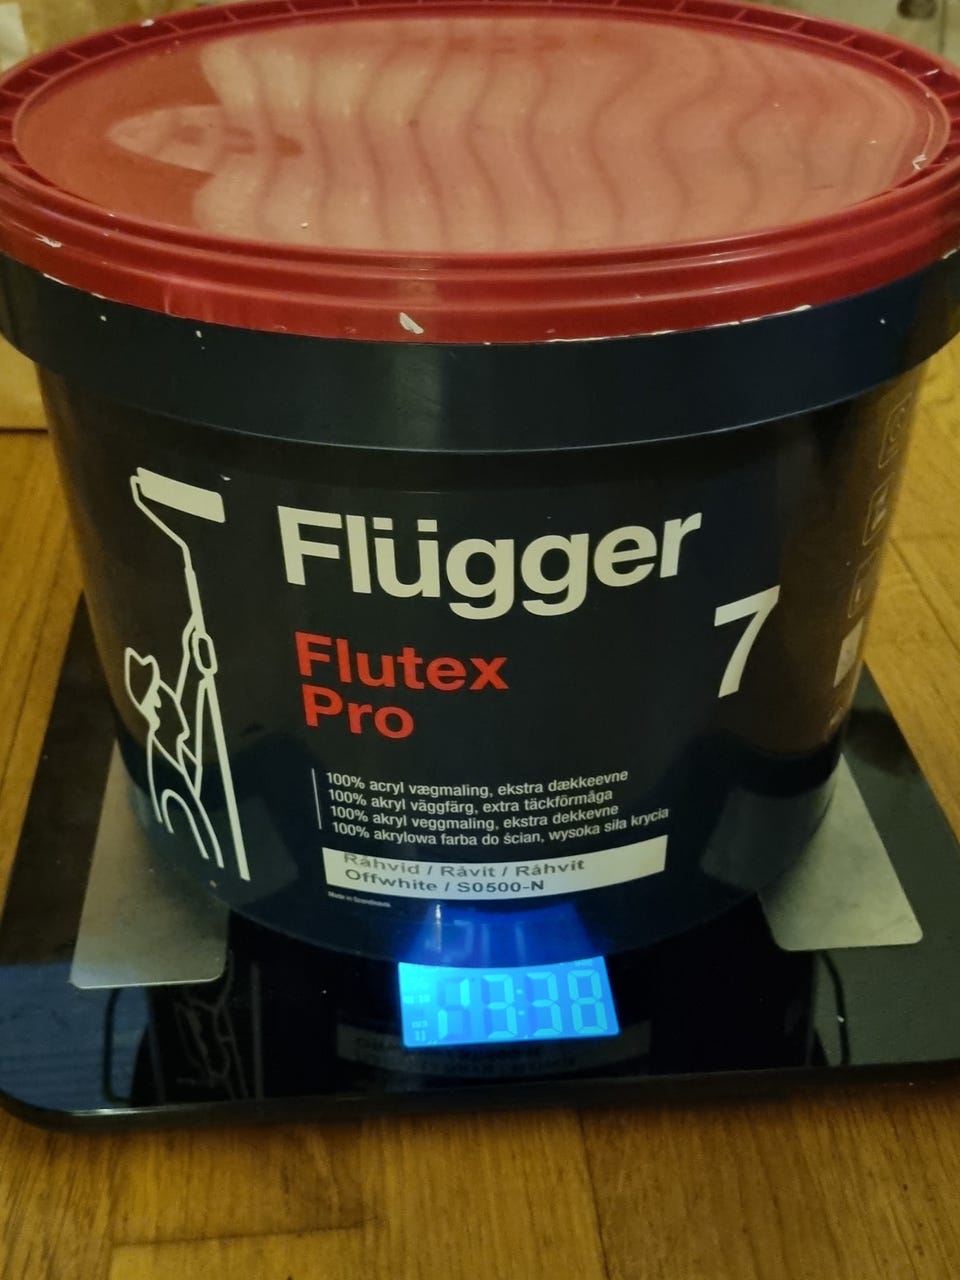 Flügger
7
Flutex
Pro
100% acryl vægmaling, ekstra dækkeevne
100% akryl väggfärg, extra täckförmåga
100% akryl veggmaling, ekstra dekkevne
100% akrylowa farba do ścian, wysoka siła krycia
Råhvid / Råvit / Råhvit
Offwhite / S0500-N
Made in Scandinavia